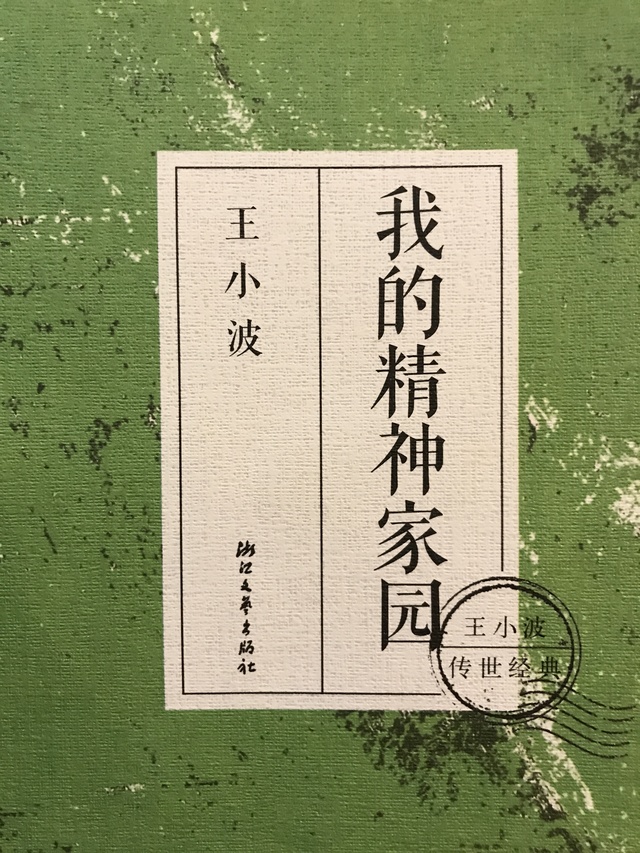 我的精神家园
王小波
浙江文艺出版社
王小波
传世经典